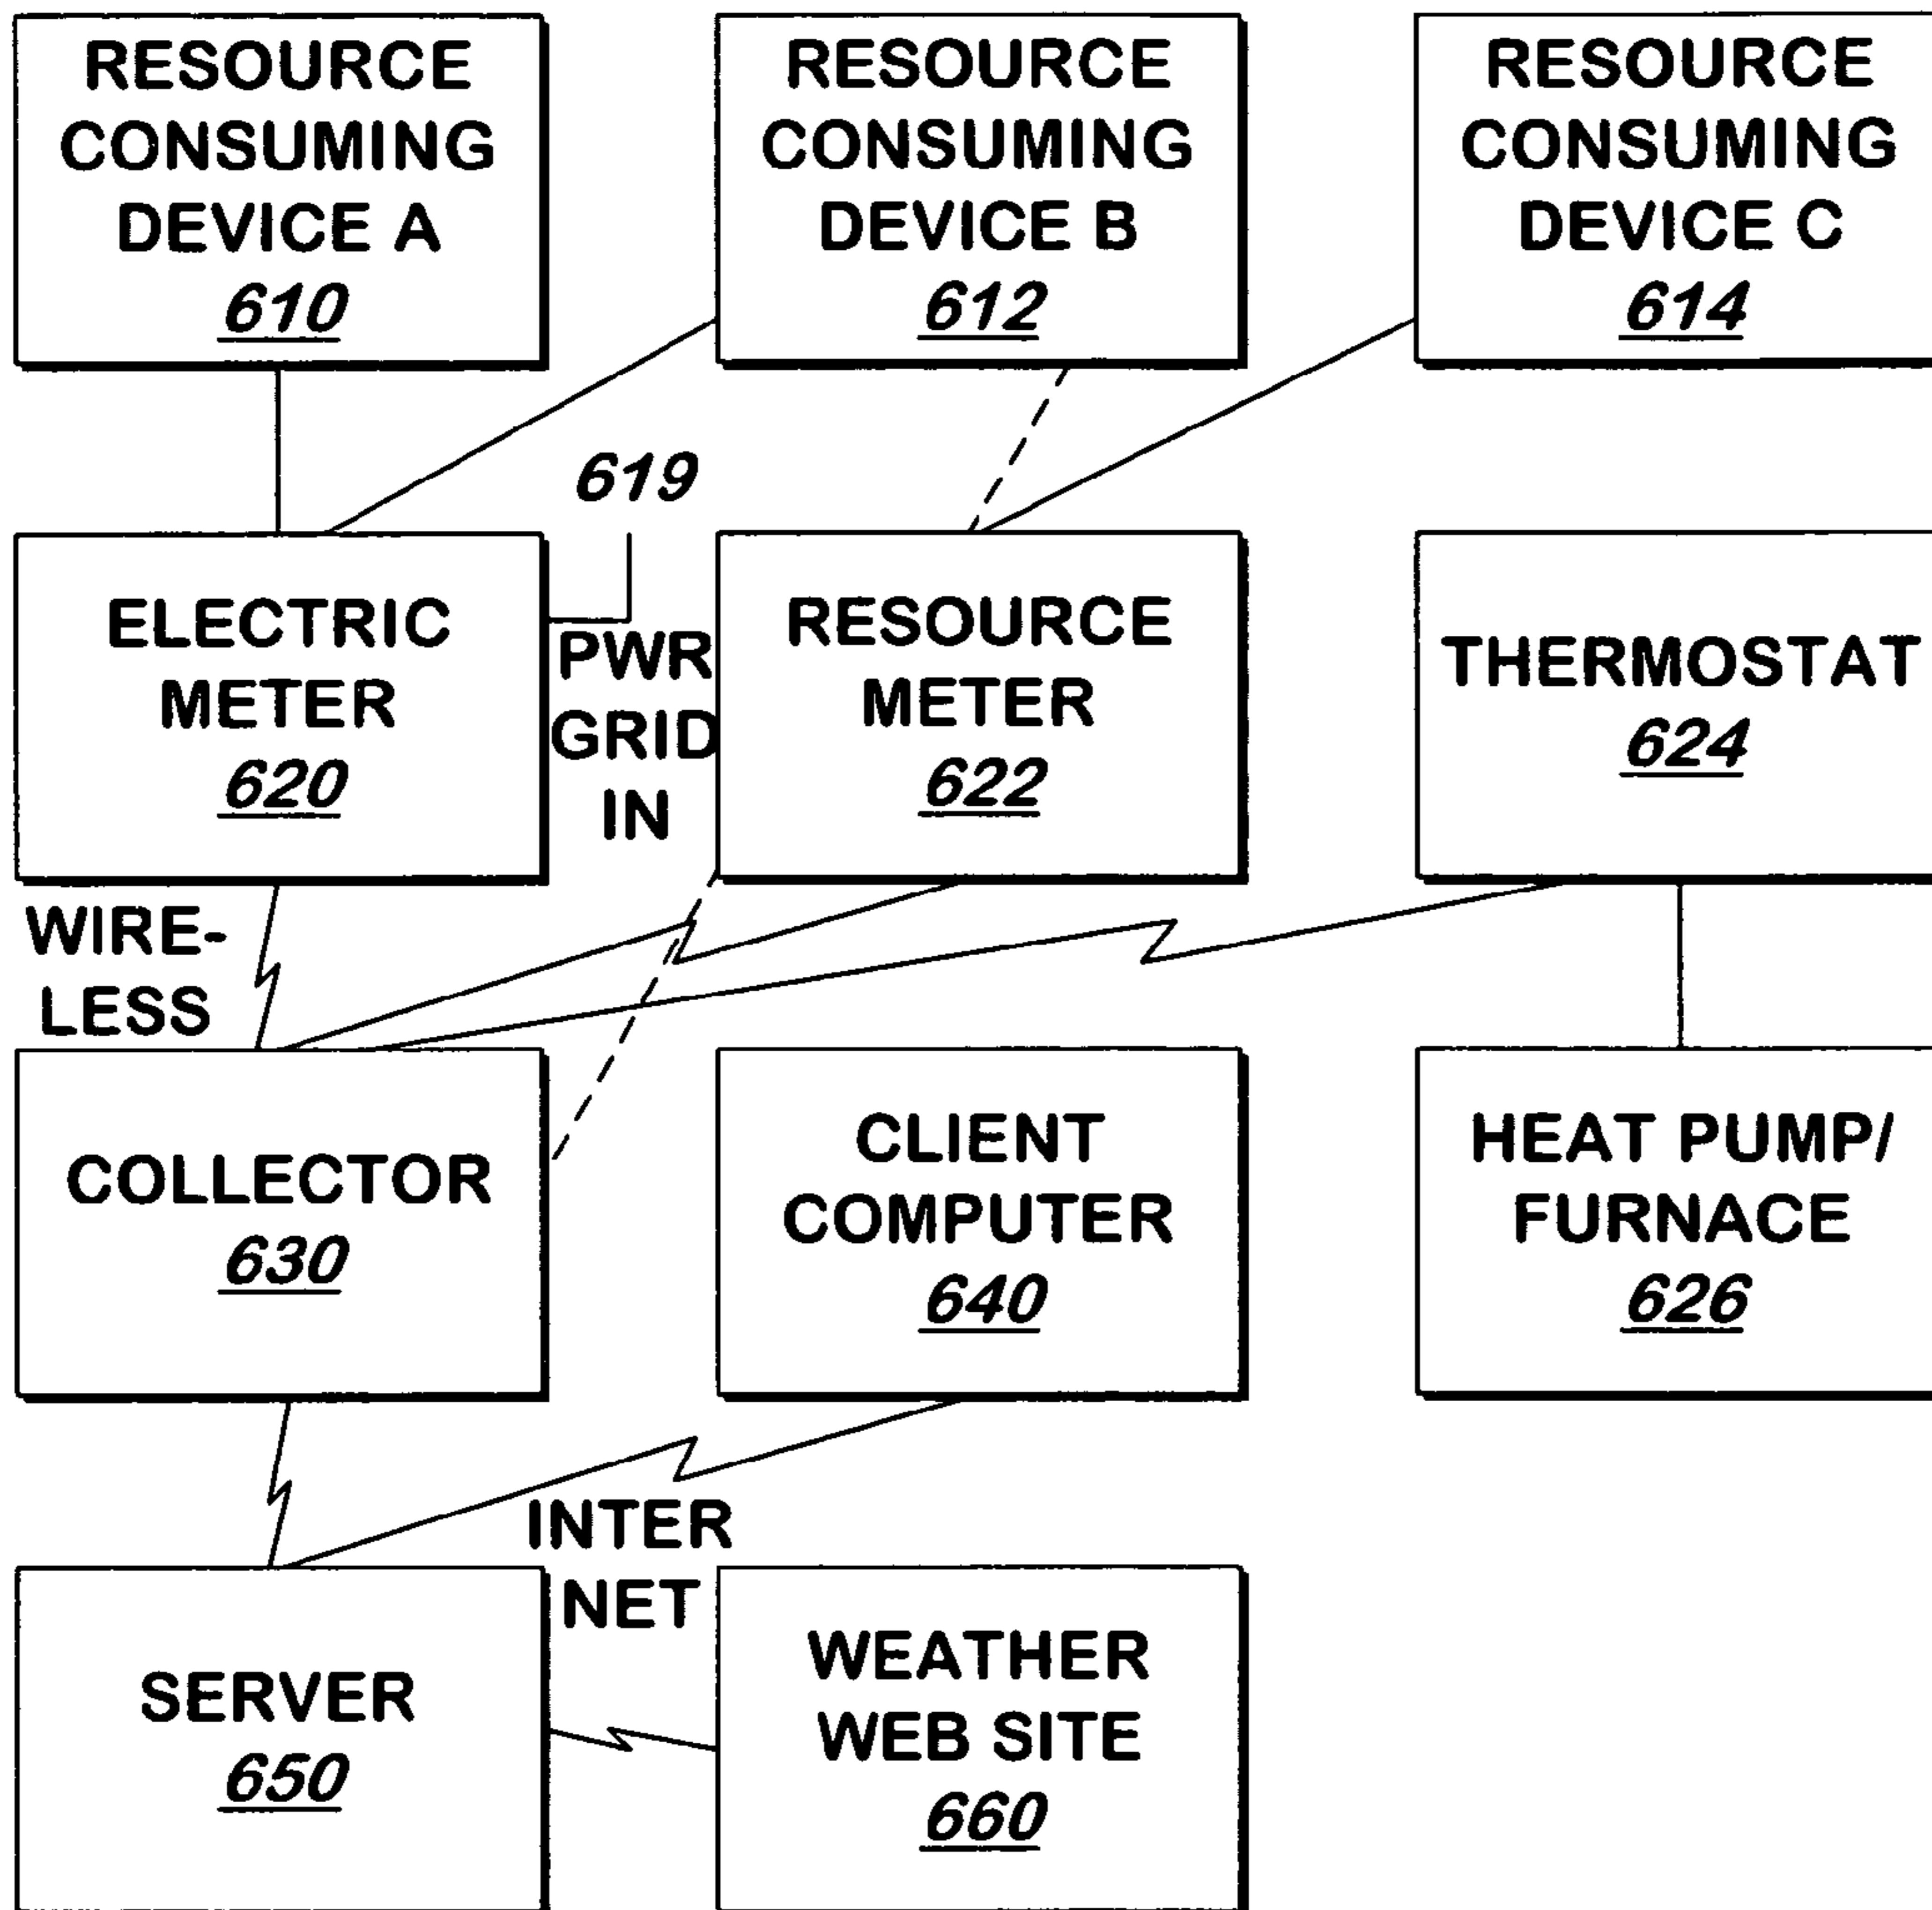 RESOURCE
CONSUMING
DEVICE A
610
RESOURCE
CONSUMING
DEVICE B
612
RESOURCE
CONSUMING
DEVICE C
614
619
ELECTRIC
METER
620
PWR
GRID
IN
RESOURCE
METER
622
THERMOSTAT
624
WIRE-
LESS
COLLECTOR
630
CLIENT
COMPUTER
640
HEAT PUMP/
FURNACE
626
INTER
NET
SERVER
650
WEATHER
WEB SITE
660